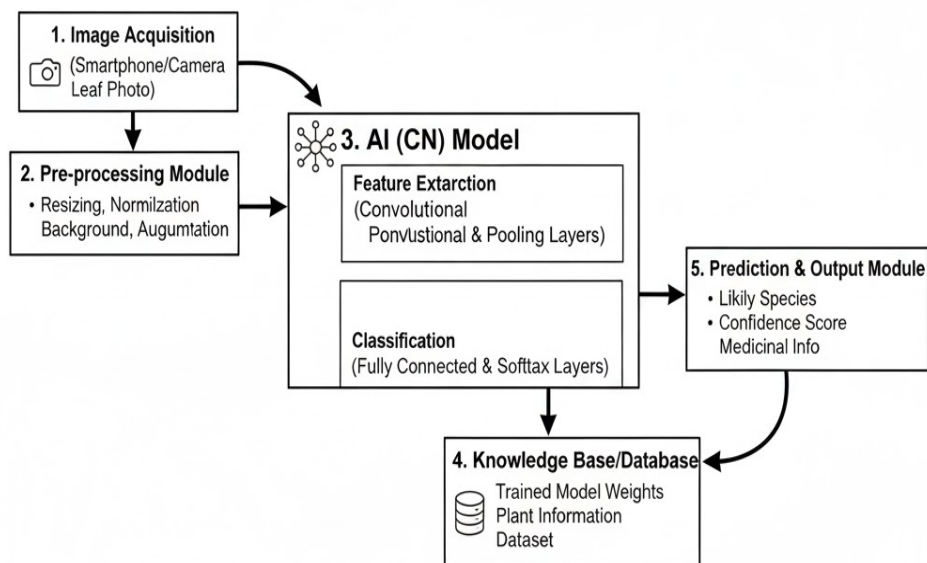 1. Image Acquisition
(Smartphone/Camera
Leaf Photo)
2. Pre-processing Module
• Resizing, Normilzation
Background, Augumtation
3. AI (CN) Model
Feature Extarction
(Convolutional
Ponvustional & Pooling Layers)
Classification
(Fully Connected & Softtax Layers)
5. Prediction & Output Module
• Likily Species
• Confidence Score
Medicinal Info
4. Knowledge Base/Database
Trained Model Weights
Plant Information
Dataset